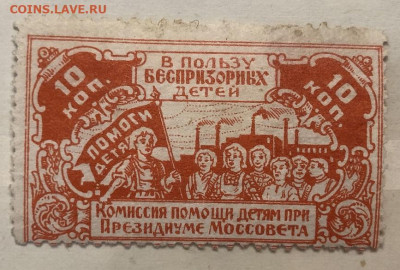 COINS.LAVE.RU
10 КОП.
В ПОЛЬЗУ
БЕСПРИЗОРНЫХ
ДЕТЕЙ
10 КОП.
ПОМОГИ
ДЕТЯМ
КОМИССИЯ ПОМОЩИ ДЕТЯМ ПРИ
ПРЕЗИДИУМЕ МОССОВЕТА